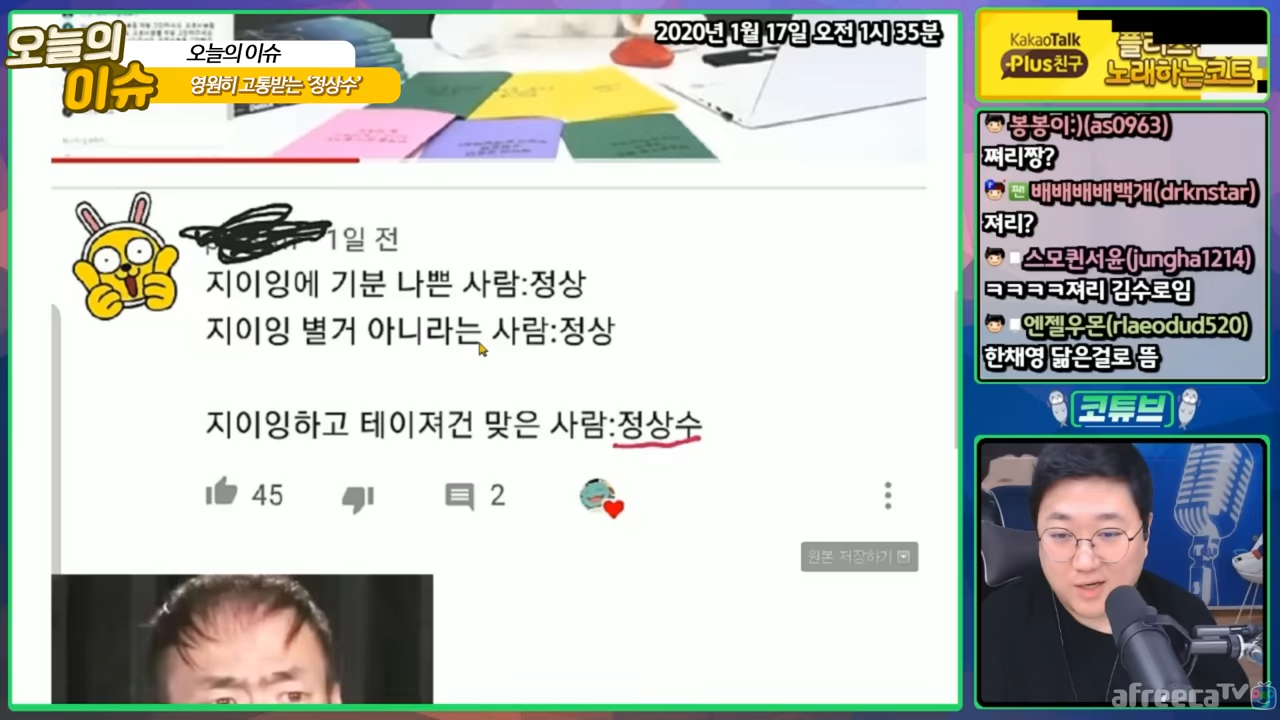 오늘의
이슈
오늘의 이슈
영원히 고통받는 '정상수'
2020년 1월 17일 오전 1시 35분
1일 전
지이잉에 기분 나쁜 사람:정상
지이잉 별거 아니라는 사람:정상
지이잉하고 테이져건 맞은 사람:정상수
45
2
원본 저장하기
KakaoTalk
Plus친구
노래하는코트
봉봉이:)(as0963)
쪄리짱?
팬 배배배배백개(drknstar)
져리?
스모퀸서윤(jungha1214)
ㅋㅋㅋㅋ져리 김수로임
엔젤우몬(rlaeodud520)
한채영 닮은걸로 뜸
코튜브
afreecaTV